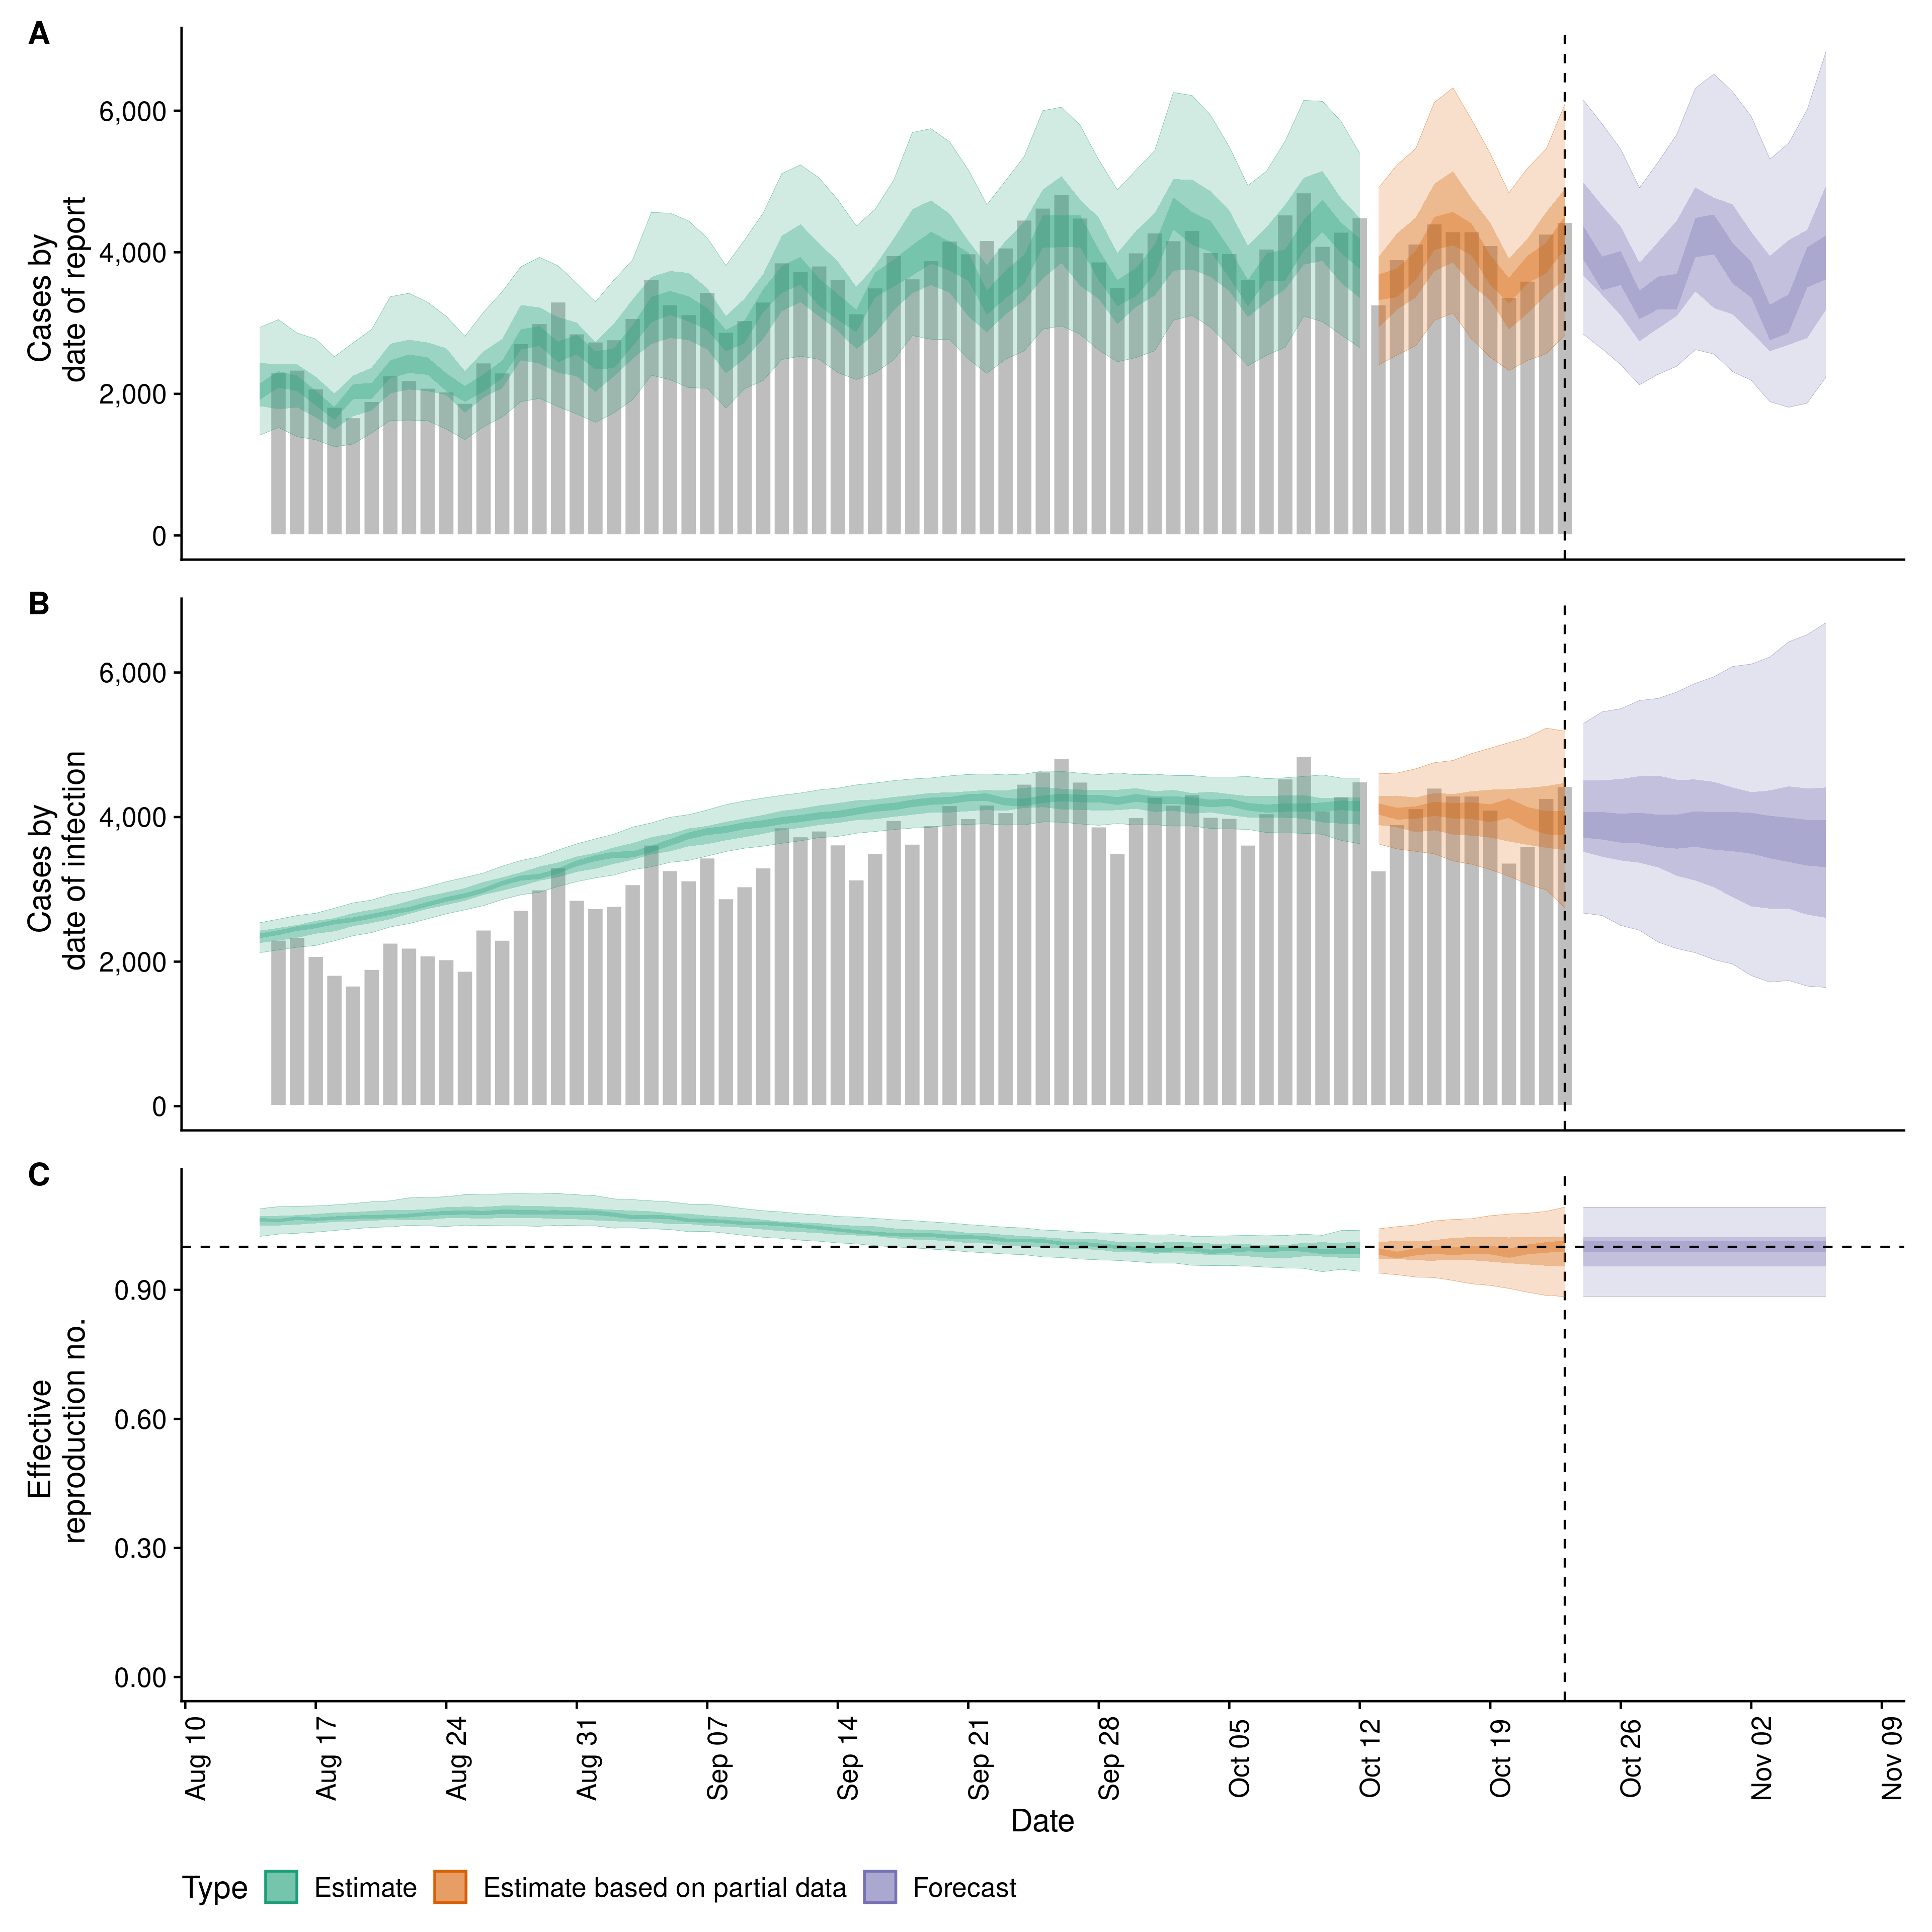 A
Cases by
date of report
6,000
4,000
2,000
0
B
Cases by
date of infection
6,000
4,000
2,000
0
C
Effective
reproduction no.
0.90
0.60
0.30
0.00
Aug 10
Aug 17
Aug 24
Aug 31
Sep 07
Sep 14
Sep 21
Sep 28
Oct 05
Oct 12
Oct 19
Oct 26
Nov 02
Nov 09
Date
Type Estimate Estimate based on partial data Forecast